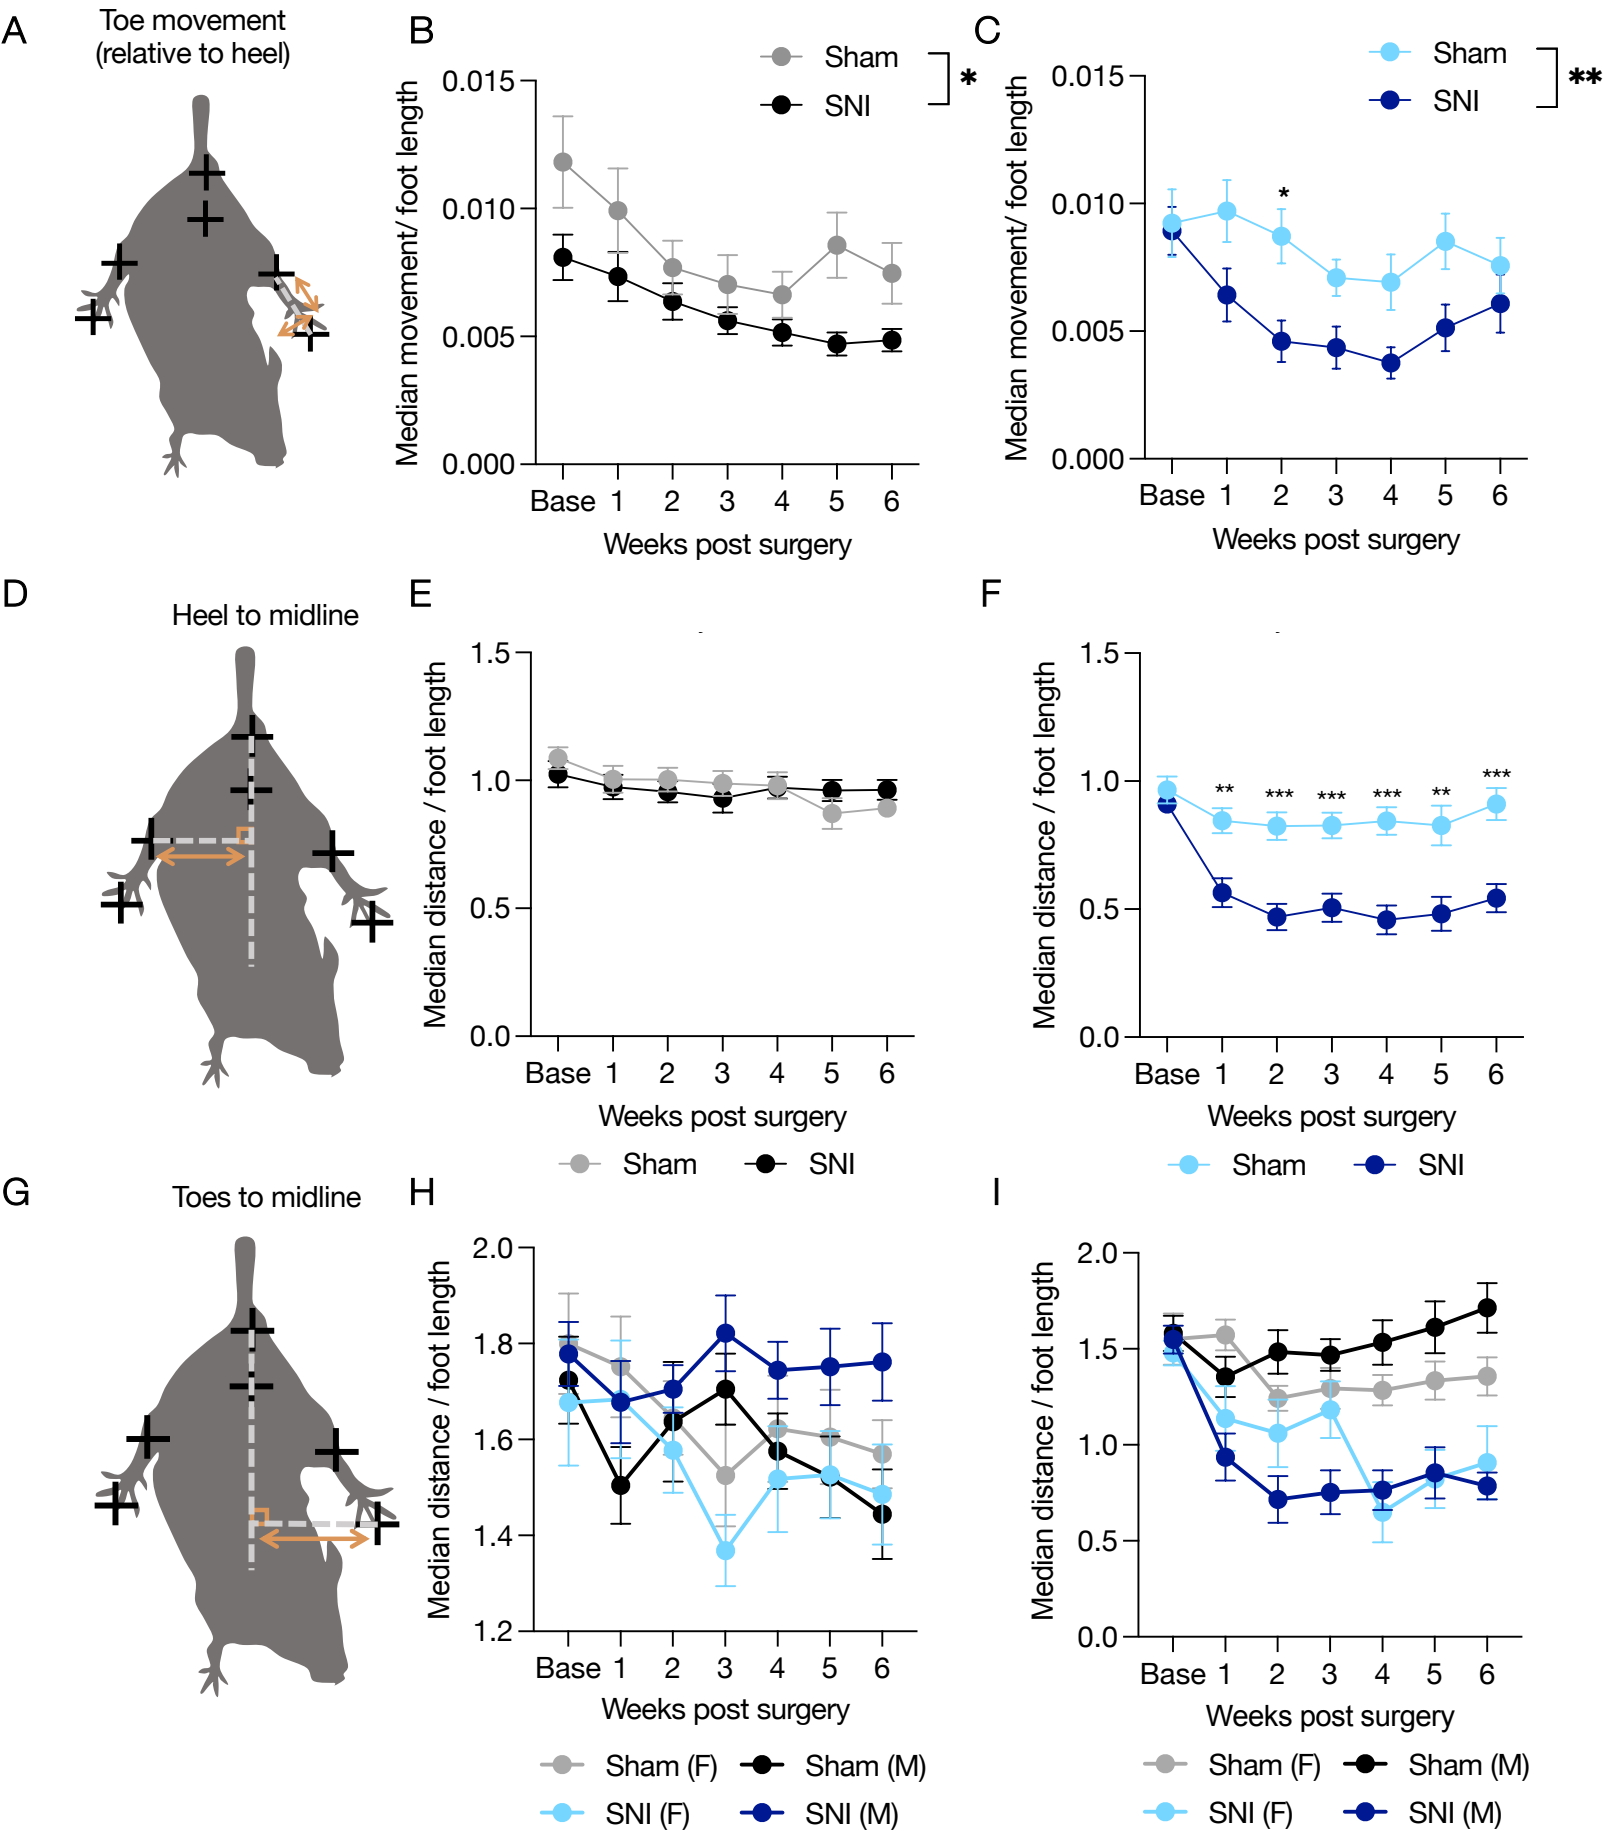 A
Toe movement
(relative to heel)
B
Sham
SNI
*
Median movement/ foot length
0.015
0.010
0.005
0.000
Base 1 2 3 4 5 6
Weeks post surgery
C
Sham
SNI
**
Median movement/ foot length
0.015
0.010
0.005
0.000
*
Base 1 2 3 4 5 6
Weeks post surgery
D
Heel to midline
E
Median distance / foot length
1.5
1.0
0.5
0.0
Base 1 2 3 4 5 6
Weeks post surgery
Sham SNI
F
Median distance / foot length
1.5
1.0
0.5
0.0
** *** *** *** ** ***
Base 1 2 3 4 5 6
Weeks post surgery
Sham SNI
G
Toes to midline
H
Median distance / foot length
2.0
1.8
1.6
1.4
1.2
Base 1 2 3 4 5 6
Weeks post surgery
Sham (F) Sham (M)
SNI (F) SNI (M)
I
Median distance / foot length
2.0
1.5
1.0
0.5
0.0
Base 1 2 3 4 5 6
Weeks post surgery
Sham (F) Sham (M)
SNI (F) SNI (M)